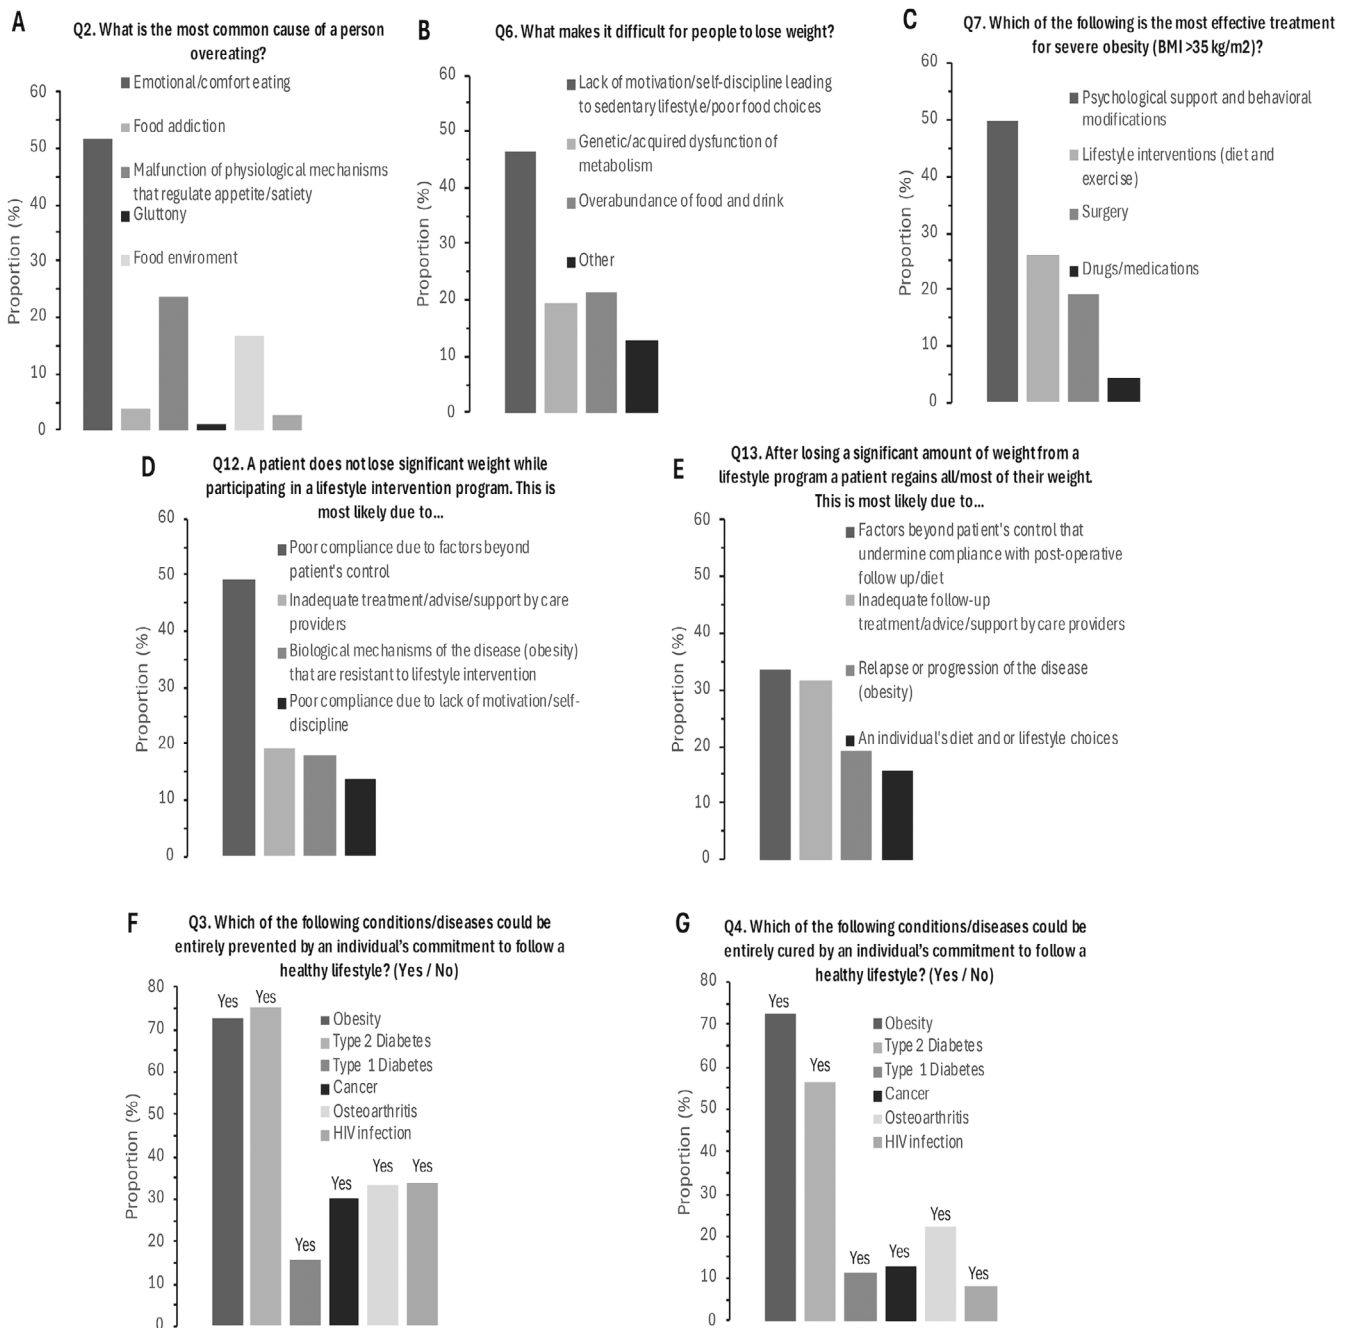 A
Q2. What is the most common cause of a person
overeating?
Emotional/comfort eating
Food addiction
Malfunction of physiological mechanisms
that regulate appetite/satiety
Gluttony
Food enviroment
Proportion (%)
60
50
40
30
20
10
0
B
Q6. What makes it difficult for people to lose weight?
Lack of motivation/self-discipline leading
to sedentary lifestyle/poor food choices
Genetic/acquired dysfunction of
metabolism
Overabundance of food and drink
Other
Proportion (%)
60
50
40
30
20
10
0
C
Q7. Which of the following is the most effective treatment
for severe obesity (BMI >35 kg/m2)?
Psychological support and behavioral
modifications
Lifestyle interventions (diet and
exercise)
Surgery
Drugs/medications
Proportion (%)
60
50
40
30
20
10
0
D
Q12. A patient does not lose significant weight while
participating in a lifestyle intervention program. This is
most likely due to...
Poor compliance due to factors beyond
patient's control
Inadequate treatment/advise/support by care
providers
Biological mechanisms of the disease (obesity)
that are resistant to lifestyle intervention
Poor compliance due to lack of motivation/self-
discipline
Proportion (%)
60
50
40
30
20
10
0
E
Q13. After losing a significant amount of weight from a
lifestyle program a patient regains all/most of their weight.
This is most likely due to...
Factors beyond patient's control that
undermine compliance with post-operative
follow up/diet
Inadequate follow-up
treatment/advice/support by care providers
Relapse or progression of the disease
(obesity)
An individual's diet and or lifestyle choices
Proportion (%)
60
50
40
30
20
10
0
F
Q3. Which of the following conditions/diseases could be
entirely prevented by an individual's commitment to follow a
healthy lifestyle? (Yes / No)
Obesity
Type 2 Diabetes
Type 1 Diabetes
Cancer
Osteoarthritis
HIV infection
Yes
Yes
Yes
Yes
Yes
Yes
Proportion (%)
80
70
60
50
40
30
20
10
0
G
Q4. Which of the following conditions/diseases could be
entirely cured by an individual's commitment to follow a
healthy lifestyle? (Yes / No)
Obesity
Type 2 Diabetes
Type 1 Diabetes
Cancer
Osteoarthritis
HIV infection
Yes
Yes
Yes
Yes
Yes
Yes
Proportion (%)
80
70
60
50
40
30
20
10
0